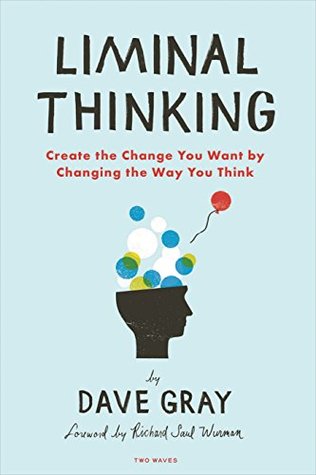 LIMINAL
THINKING
Create the Change You Want by
Changing the Way You Think
by
DAVE GRAY
Foreword by Richard Saul Wurman
TWO WAVES